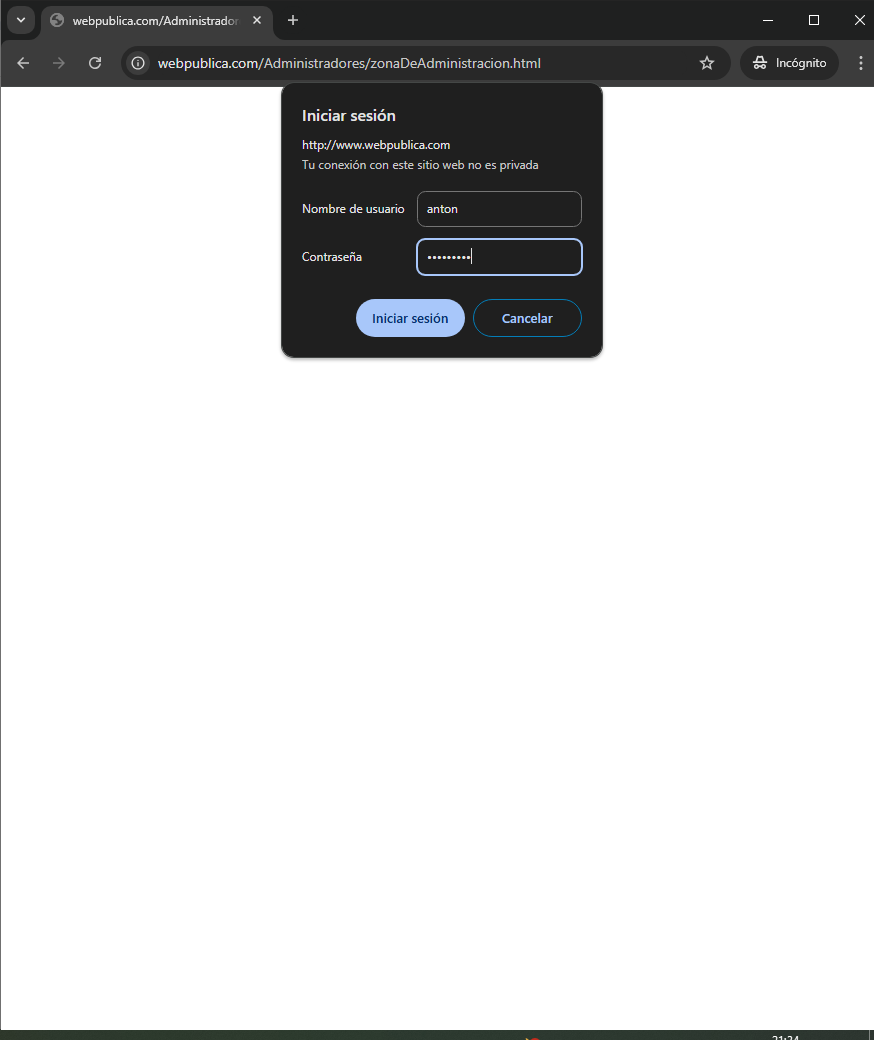 webpublica.com/Administrador
webpublica.com/Administradores/zonaDeAdministracion.html
Incógnito
Iniciar sesión
http://www.webpublica.com
Tu conexión con este sitio web no es privada
Nombre de usuario
anton
Contraseña
•••••••••
Iniciar sesión
Cancelar